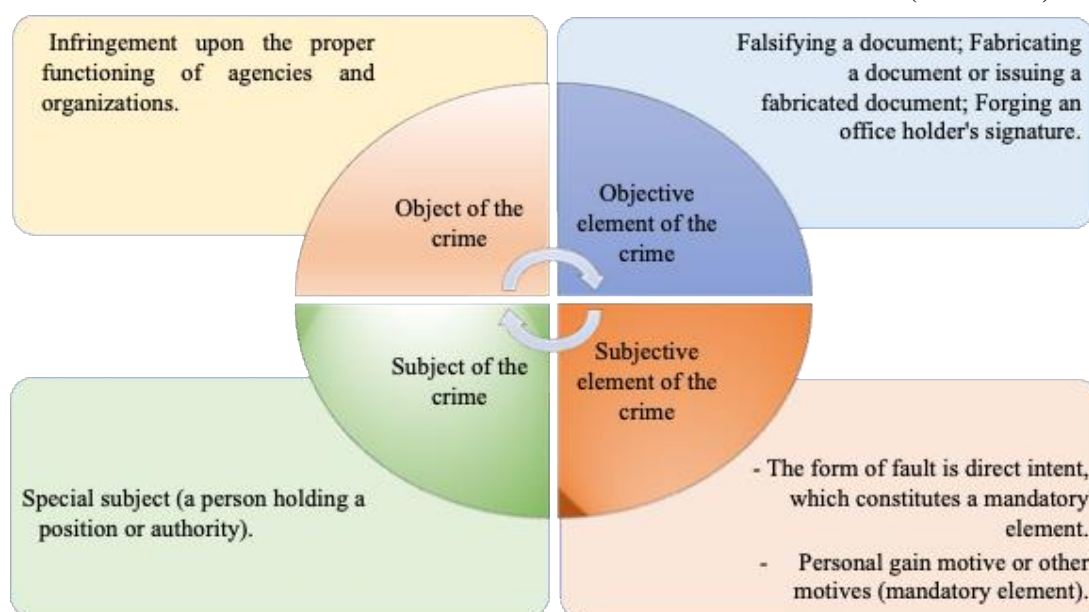 Infringement upon the proper
functioning of agencies and
organizations.
Falsifying a document; Fabricating
a document or issuing a
fabricated document; Forging an
office holder's signature.
Object of the
crime
Objective
element of the
crime
Subject of the
crime
Subjective
element of the
crime
Special subject (a person holding a
position or authority).
- The form of fault is direct intent,
which constitutes a mandatory
element.
- Personal gain motive or other
motives (mandatory element).